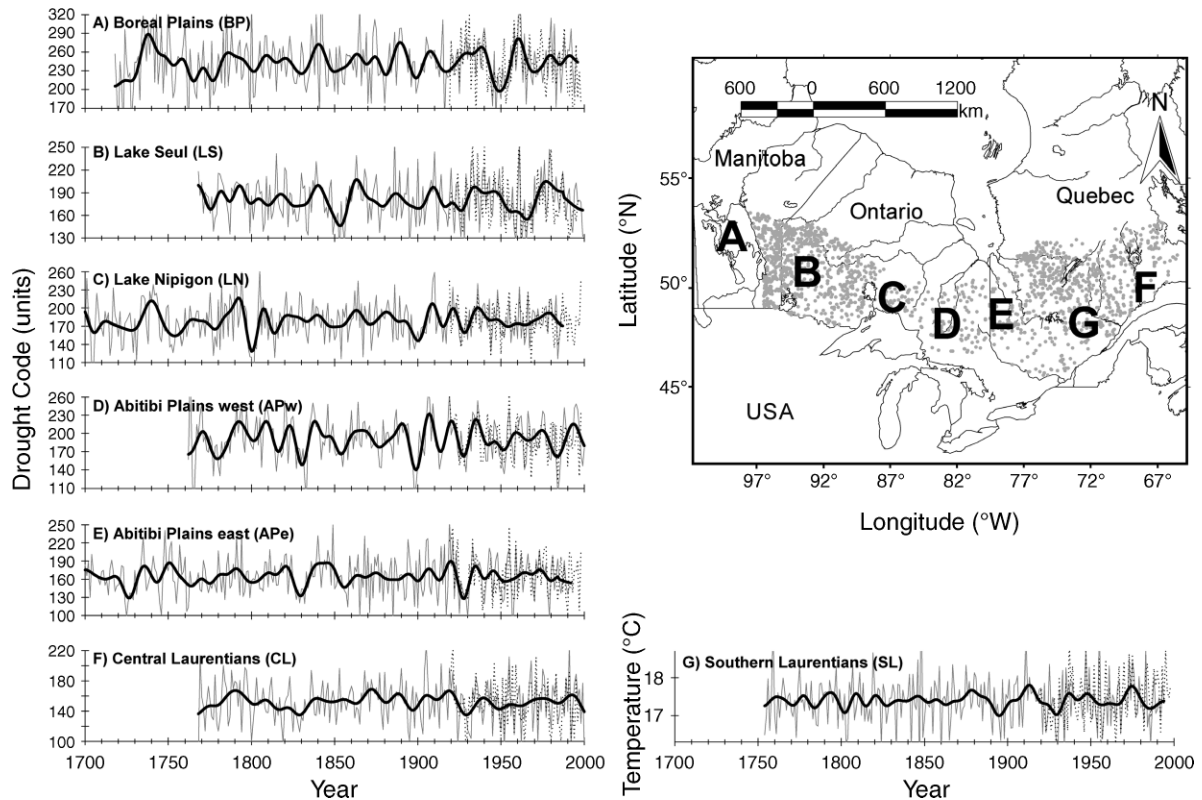 Drought Code (units)
A) Boreal Plains (BP)
320
290
260
230
200
170
B) Lake Seul (LS)
250
220
190
160
130
C) Lake Nipigon (LN)
260
230
200
170
140
110
D) Abitibi Plains west (APw)
260
230
200
170
140
110
E) Abitibi Plains east (APe)
250
220
190
160
130
100
F) Central Laurentians (CL)
220
180
140
100
1700 1750 1800 1850 1900 1950 2000
Year
600 0 600 1200
km
N
Manitoba
Ontario
Quebec
USA
A
B
C
D
E
G
F
55°
50°
45°
Latitude (°N)
97° 92° 87° 82° 77° 72° 67°
Longitude (°W)
G) Southern Laurentians (SL)
Temperature (°C)
18
17
1700 1750 1800 1850 1900 1950 2000
Year